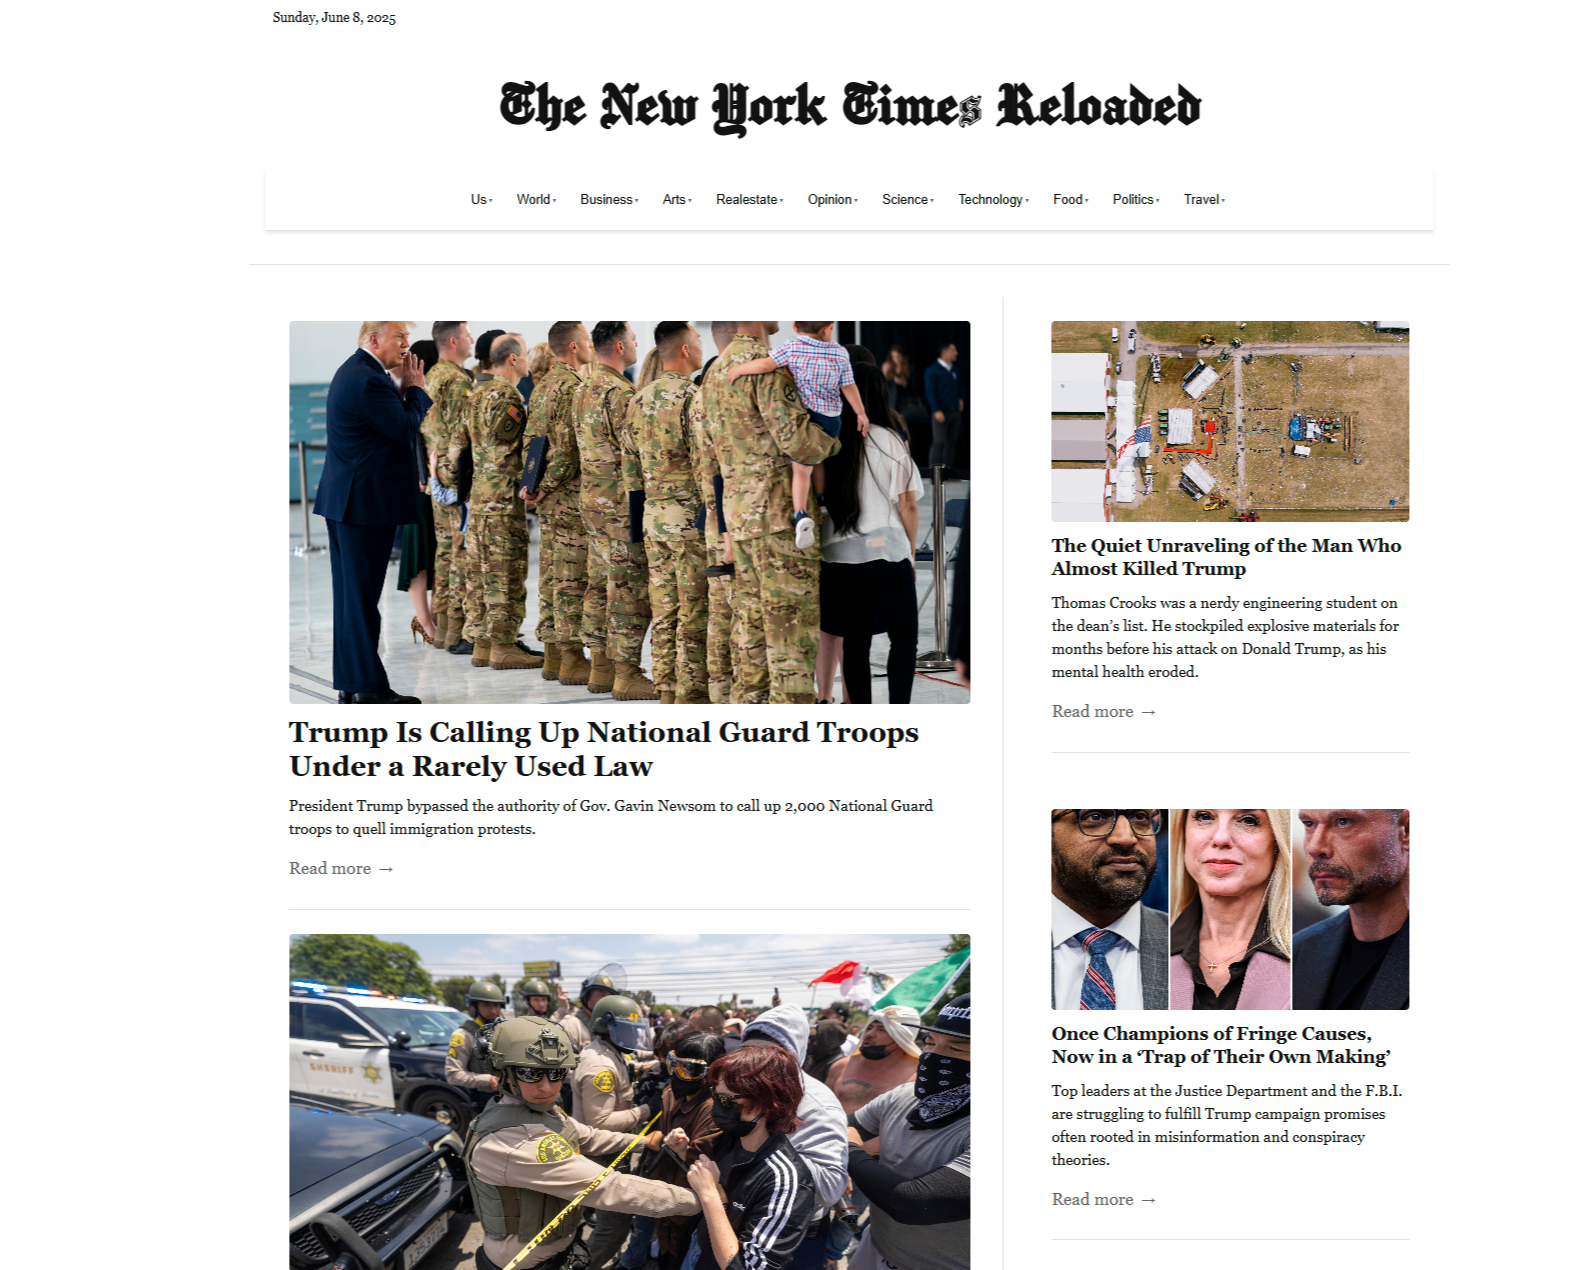 Sunday, June 8, 2025
The New York Times Reloaded
Us World Business Arts Realestate Opinion Science Technology Food Politics Travel
Trump Is Calling Up National Guard Troops
Under a Rarely Used Law
President Trump bypassed the authority of Gov. Gavin Newsom to call up 2,000 National Guard
troops to quell immigration protests.
Read more →
SHERIFF
The Quiet Unraveling of the Man Who
Almost Killed Trump
Thomas Crooks was a nerdy engineering student on
the dean’s list. He stockpiled explosive materials for
months before his attack on Donald Trump, as his
mental health eroded.
Read more →
Once Champions of Fringe Causes,
Now in a ‘Trap of Their Own Making’
Top leaders at the Justice Department and the F.B.I.
are struggling to fulfill Trump campaign promises
often rooted in misinformation and conspiracy
theories.
Read more →